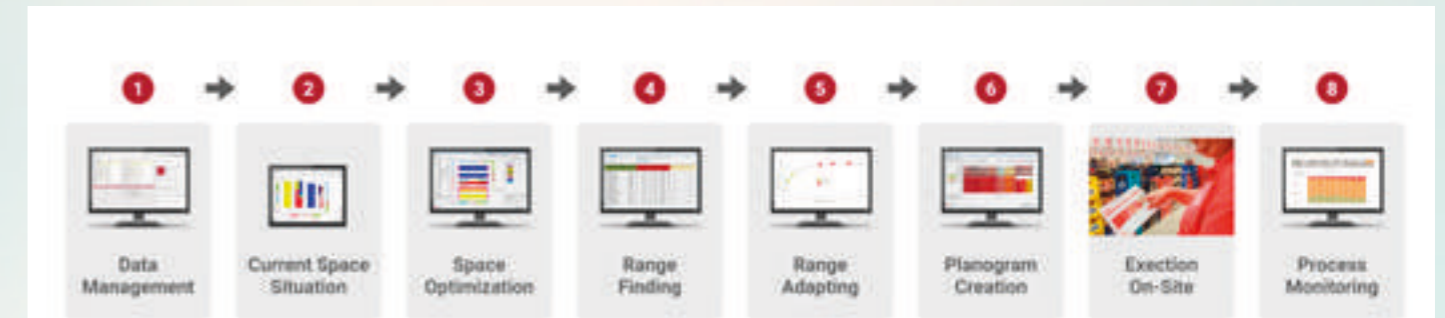 1
2
3
4
5
6
7
8
Data
Management
Current Space
Situation
Space
Optimization
Range
Finding
Range
Adapting
Planogram
Creation
Exection
On-Site
Process
Monitoring